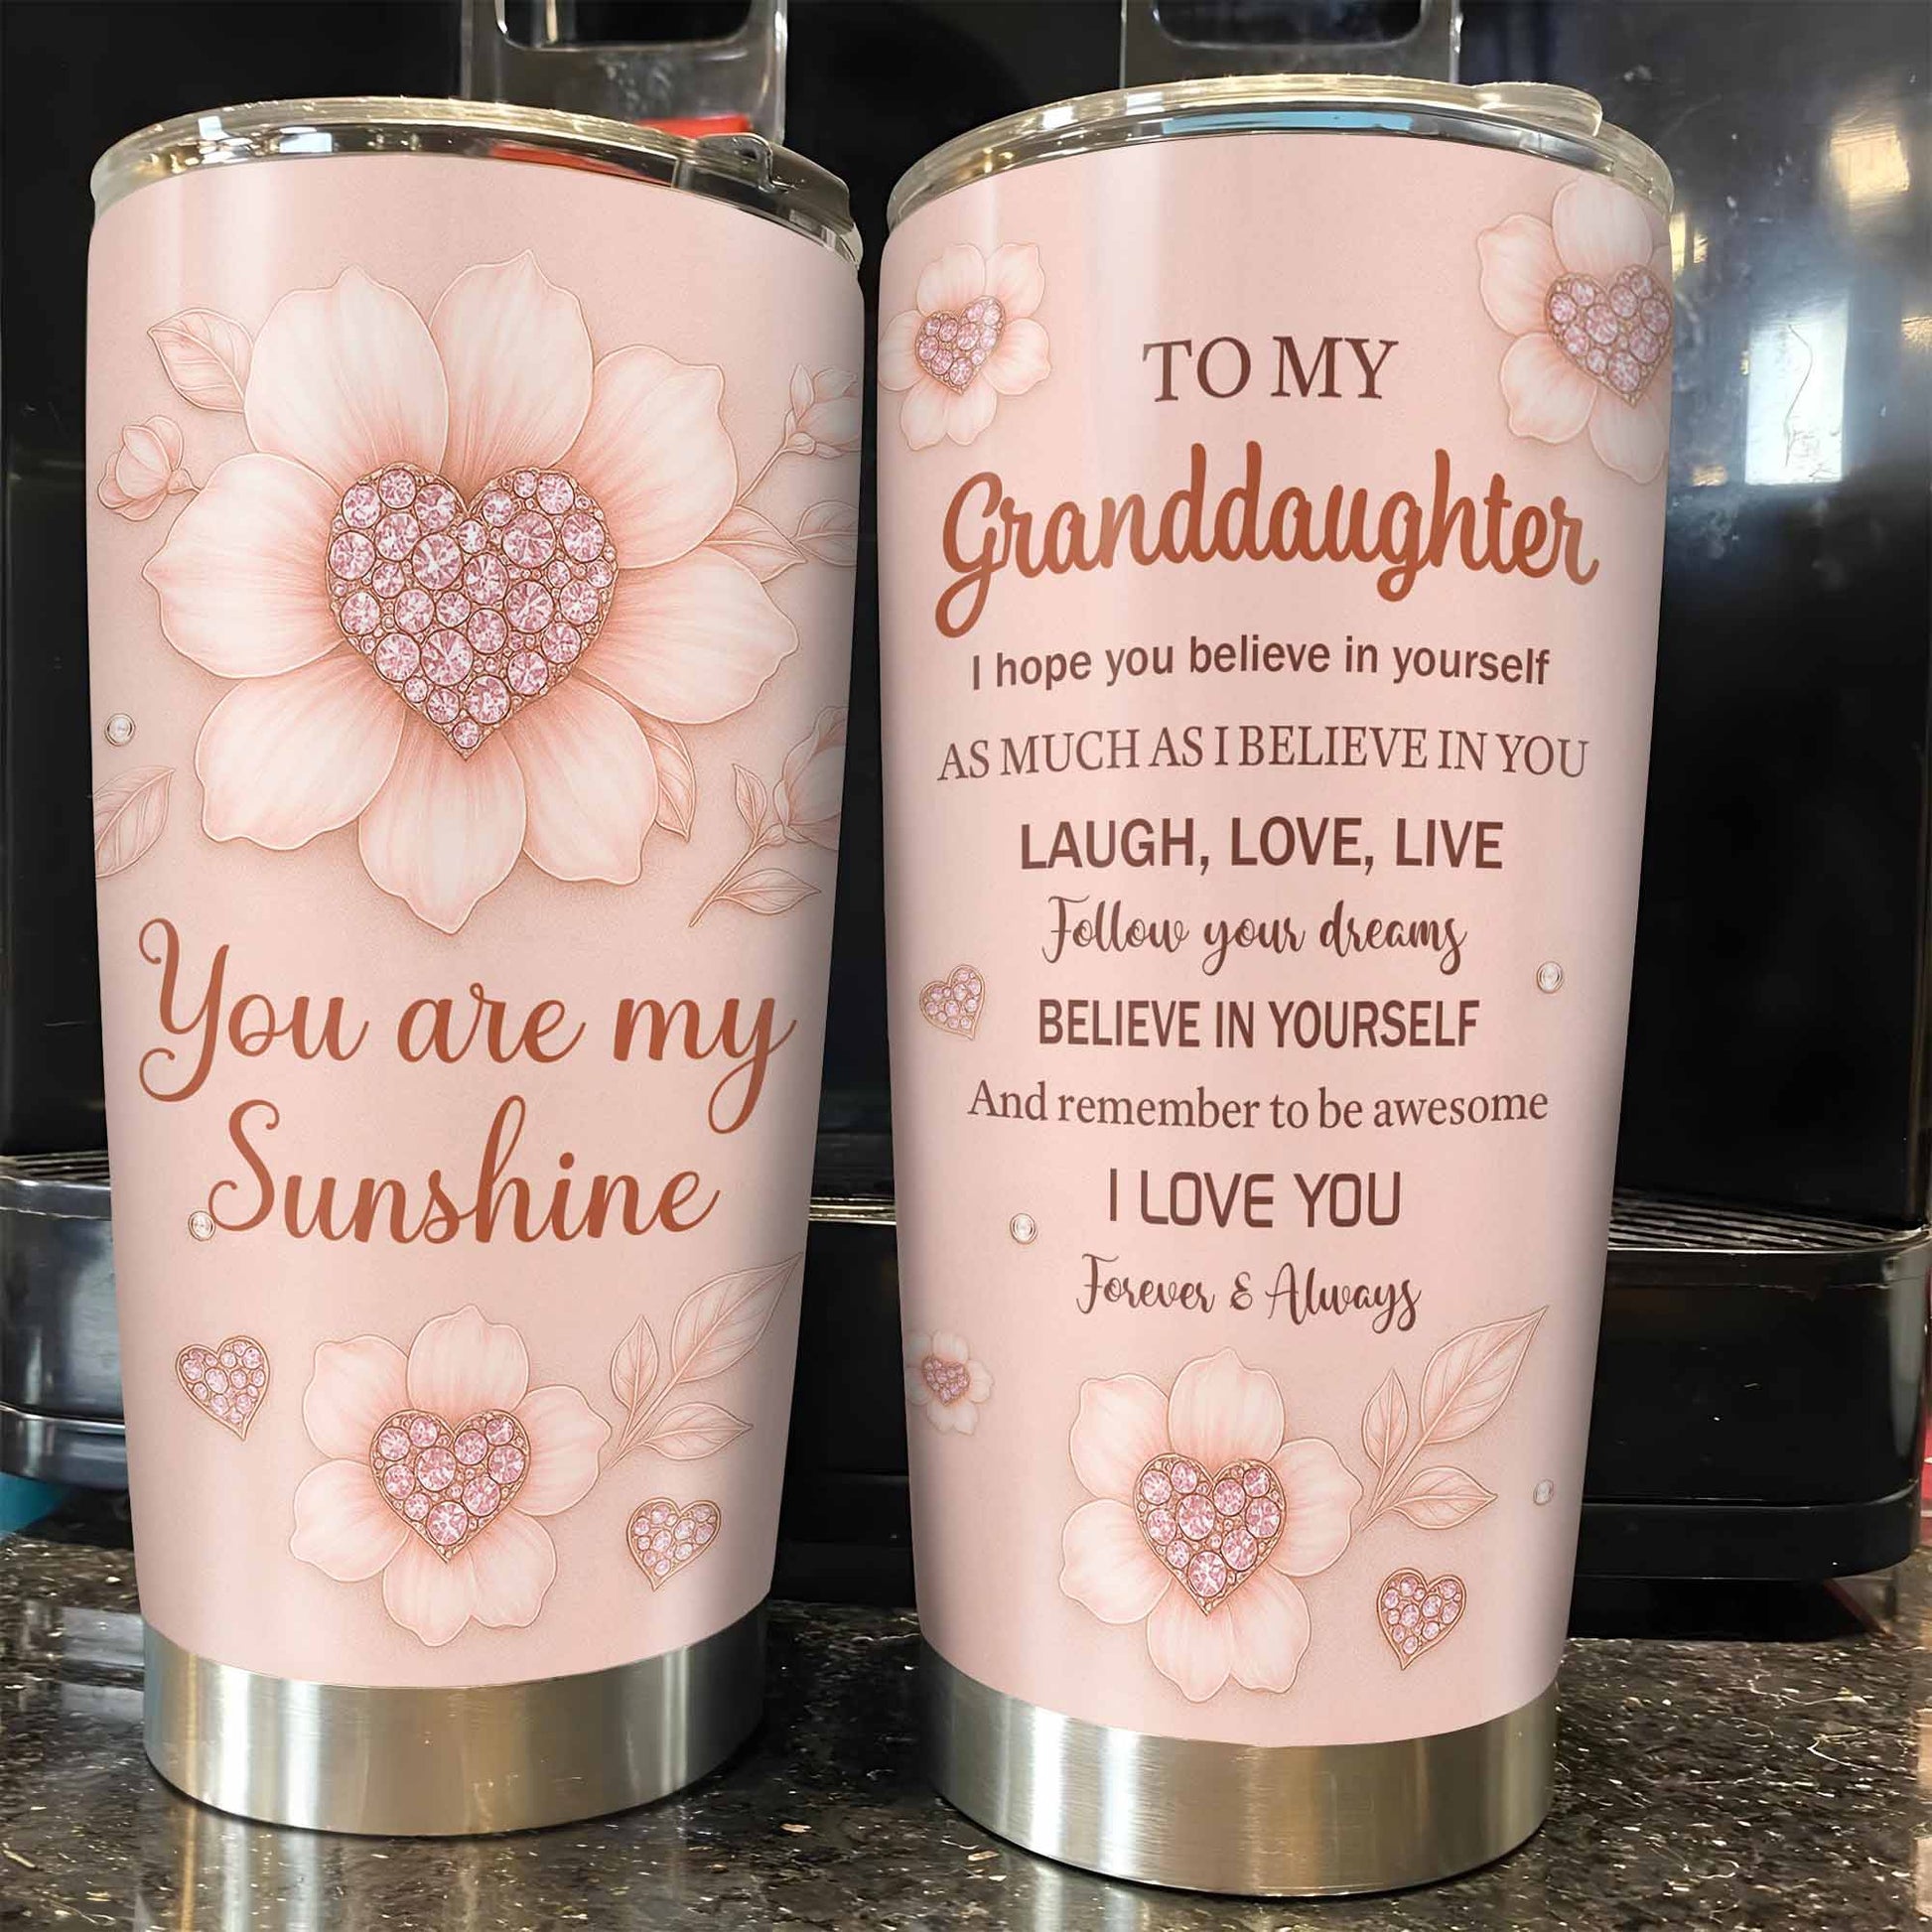 You are my
Sunshine
TO MY
Granddaughter
I hope you believe in yourself
AS MUCH AS I BELIEVE IN YOU
LAUGH, LOVE, LIVE
Follow your dreams
BELIEVE IN YOURSELF
And remember to be awesome
I LOVE YOU
Forever & Always